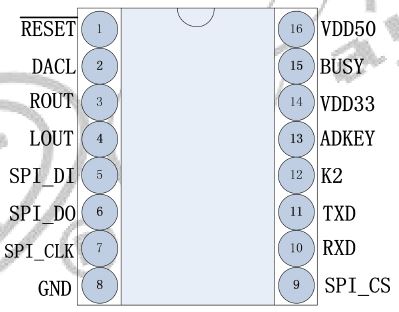 RESET 1 16 VDD50
DACL 2 15 BUSY
ROUT 3 14 VDD33
LOUT 4 13 ADKEY
SPI_DI 5 12 K2
SPI_DO 6 11 TXD
SPI_CLK 7 10 RXD
GND 8 9 SPI_CS